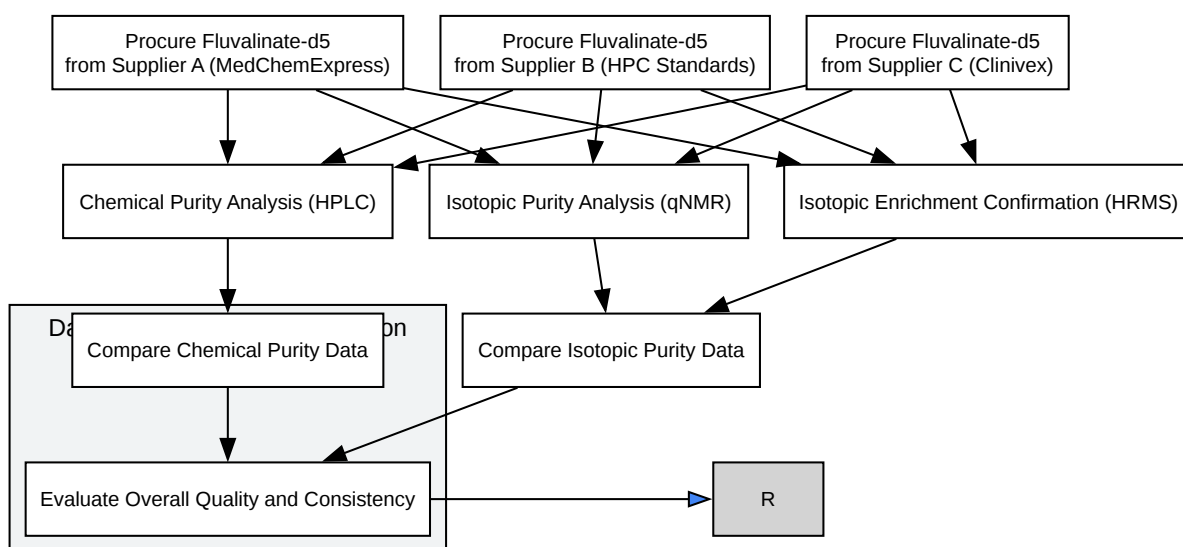 Procure Fluvalinate-d5
from Supplier A (MedChemExpress)
Procure Fluvalinate-d5
from Supplier B (HPC Standards)
Procure Fluvalinate-d5
from Supplier C (Clinivex)
Chemical Purity Analysis (HPLC)
Isotopic Purity Analysis (qNMR)
Isotopic Enrichment Confirmation (HRMS)
Compare Chemical Purity Data
Compare Isotopic Purity Data
Evaluate Overall Quality and Consistency
R